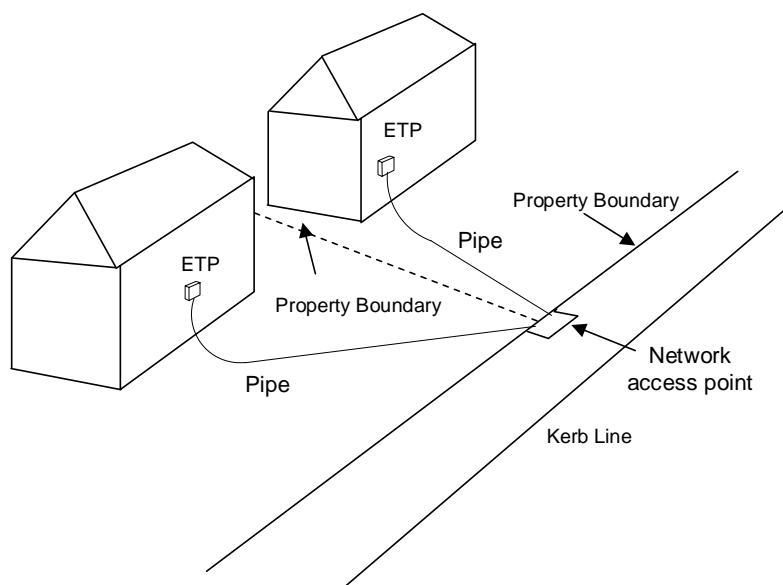 ETP
Property Boundary
Pipe
ETP
Property Boundary
Network
access point
Pipe
Kerb Line